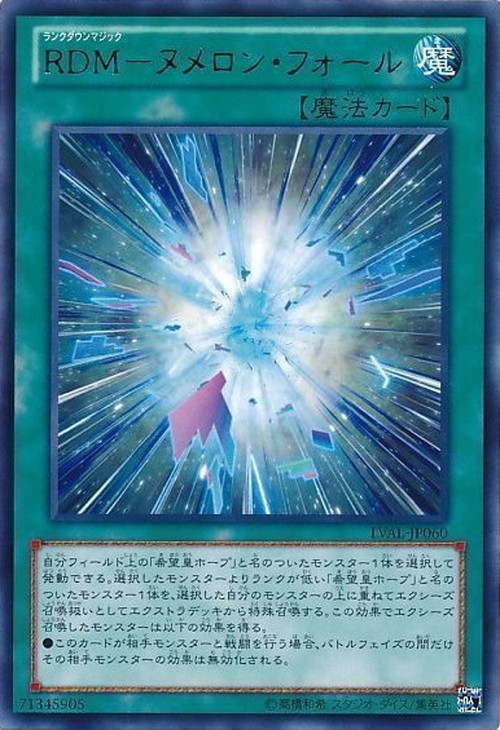 ランクダウンマジック
RDM－ヌメロン・フォール
魔
【魔法カード】
LVAL-JP060
自分フィールド上の「希望皇ホープ」と名のついたモンスター1体を選択して
発動できる。選択したモンスターよりランクが低い「希望皇ホープ」と名の
ついたモンスター1体を、選択した自分のモンスターの上に重ねてエクシーズ
召喚扱いとしてエクストラデッキから特殊召喚する。この効果でエクシーズ
召喚したモンスターは以下の効果を得る。
●このカードが相手モンスターと戦闘を行う場合、バトルフェイズの間だけ
その相手モンスターの効果は無効化される。
71345905
©高橋和希 スタジオ・ダイス/集英社